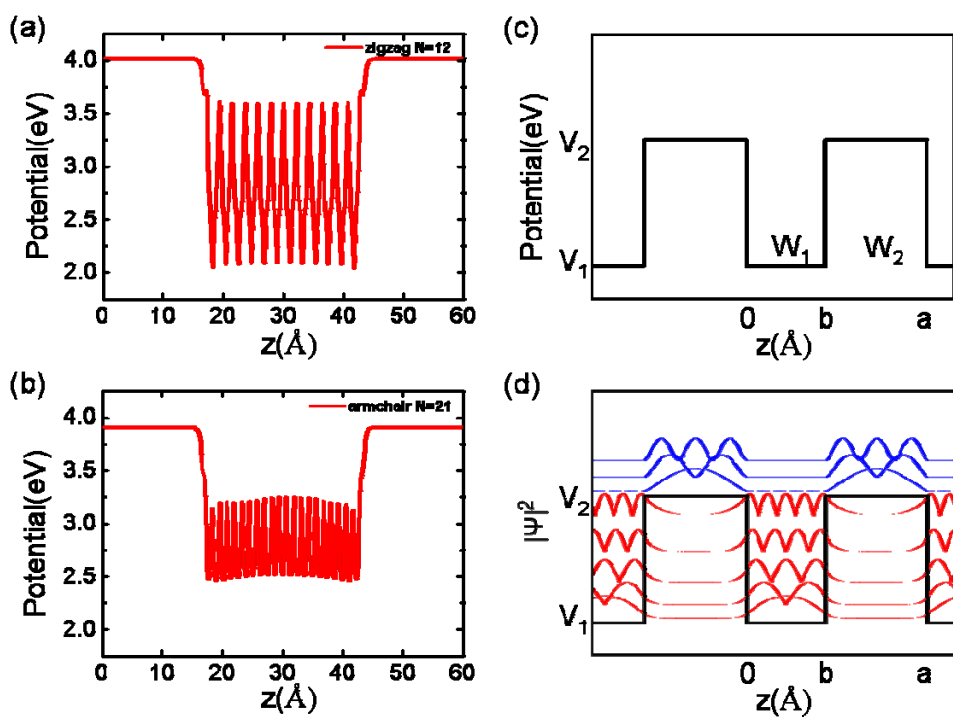 (a)
zigzag N=12
4.0
3.5
3.0
2.5
2.0
Potential(eV)
0 10 20 30 40 50 60
z(Å)
(b)
armchair N=21
4.0
3.5
3.0
2.5
2.0
Potential(eV)
0 10 20 30 40 50 60
z(Å)
(c)
Potential(eV)
V₂
V₁
W₁ W₂
0 b a
z(Å)
(d)
|Ψ|²
V₂
V₁
0 b a
z(Å)